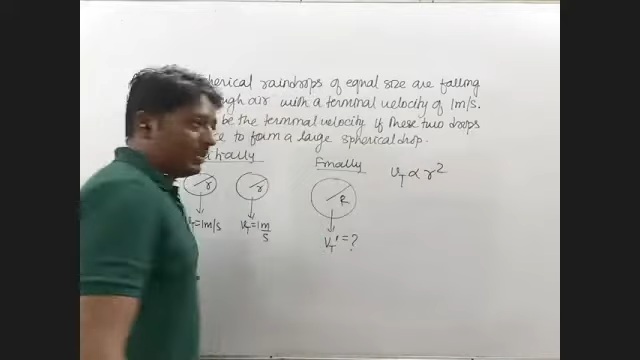 spherical raindrops of equal size are falling
through air with a terminal velocity of 1m/s.
be the terminal velocity if these two drops
to form a large spherical drop.
Initially
Finally
v_T ∝ r²
r
r
R
v_T = 1m/s
v_T = 1m/s
v_T' = ?